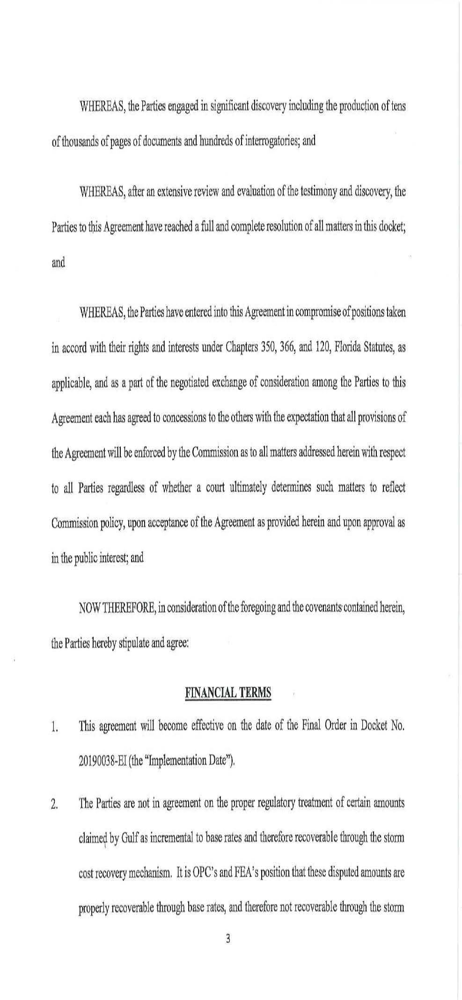 WHEREAS, the Parties engaged in significant discovery including the production of tens
of thousands of pages of documents and hundreds of interrogatories; and
WHEREAS, after an extensive review and evaluation of the testimony and discovery, the
Parties to this Agreement have reached a full and complete resolution of all matters in this docket;
and
WHEREAS, the Parties have entered into this Agreement in compromise of positions taken
in accord with their rights and interests under Chapters 350, 366, and 120, Florida Statutes, as
applicable, and as a part of the negotiated exchange of consideration among the Parties to this
Agreement each has agreed to concessions to the others with the expectation that all provisions of
the Agreement will be enforced by the Commission as to all matters addressed herein with respect
to all Parties regardless of whether a court ultimately determines such matters to reflect
Commission policy, upon acceptance of the Agreement as provided herein and upon approval as
in the public interest; and
NOW THEREFORE, in consideration of the foregoing and the covenants contained herein,
the Parties hereby stipulate and agree:
FINANCIAL TERMS
1. This agreement will become effective on the date of the Final Order in Docket No.
20190038-EI (the “Implementation Date”).
2. The Parties are not in agreement on the proper regulatory treatment of certain amounts
claimed by Gulf as incremental to base rates and therefore recoverable through the storm
cost recovery mechanism. It is OPC’s and FEA’s position that these disputed amounts are
properly recoverable through base rates, and therefore not recoverable through the storm
3